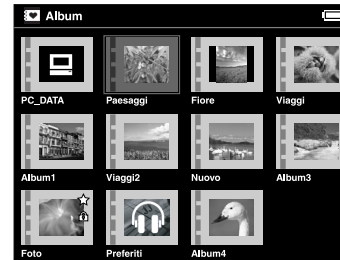 Album
PC_DATA Paesaggi Fiore Viaggi
Album1 Viaggi2 Nuovo Album3
Foto Preferiti Album4